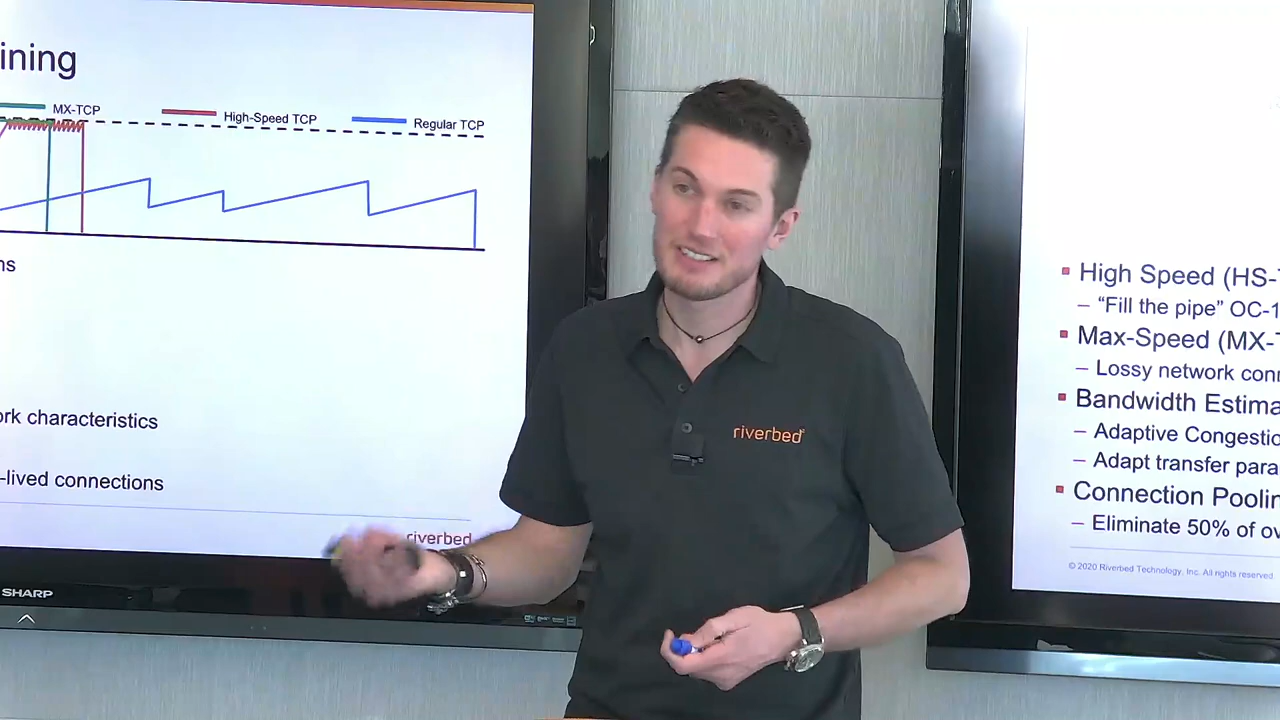 ining
MX-TCP
High-Speed TCP
Regular TCP
ns
ork characteristics
-lived connections
riverbed
SHARP
riverbed
High Speed (HS-T
– “Fill the pipe” OC-1
Max-Speed (MX-T
– Lossy network conn
Bandwidth Estima
– Adaptive Congestio
– Adapt transfer para
Connection Poolin
– Eliminate 50% of ov
© 2020 Riverbed Technology, Inc. All rights reserved